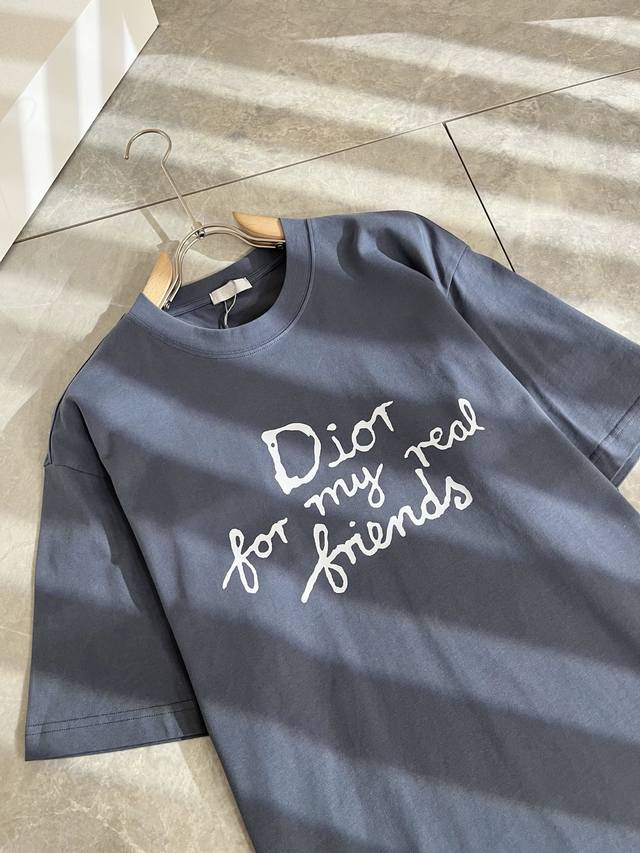 Dior
for my real
friends